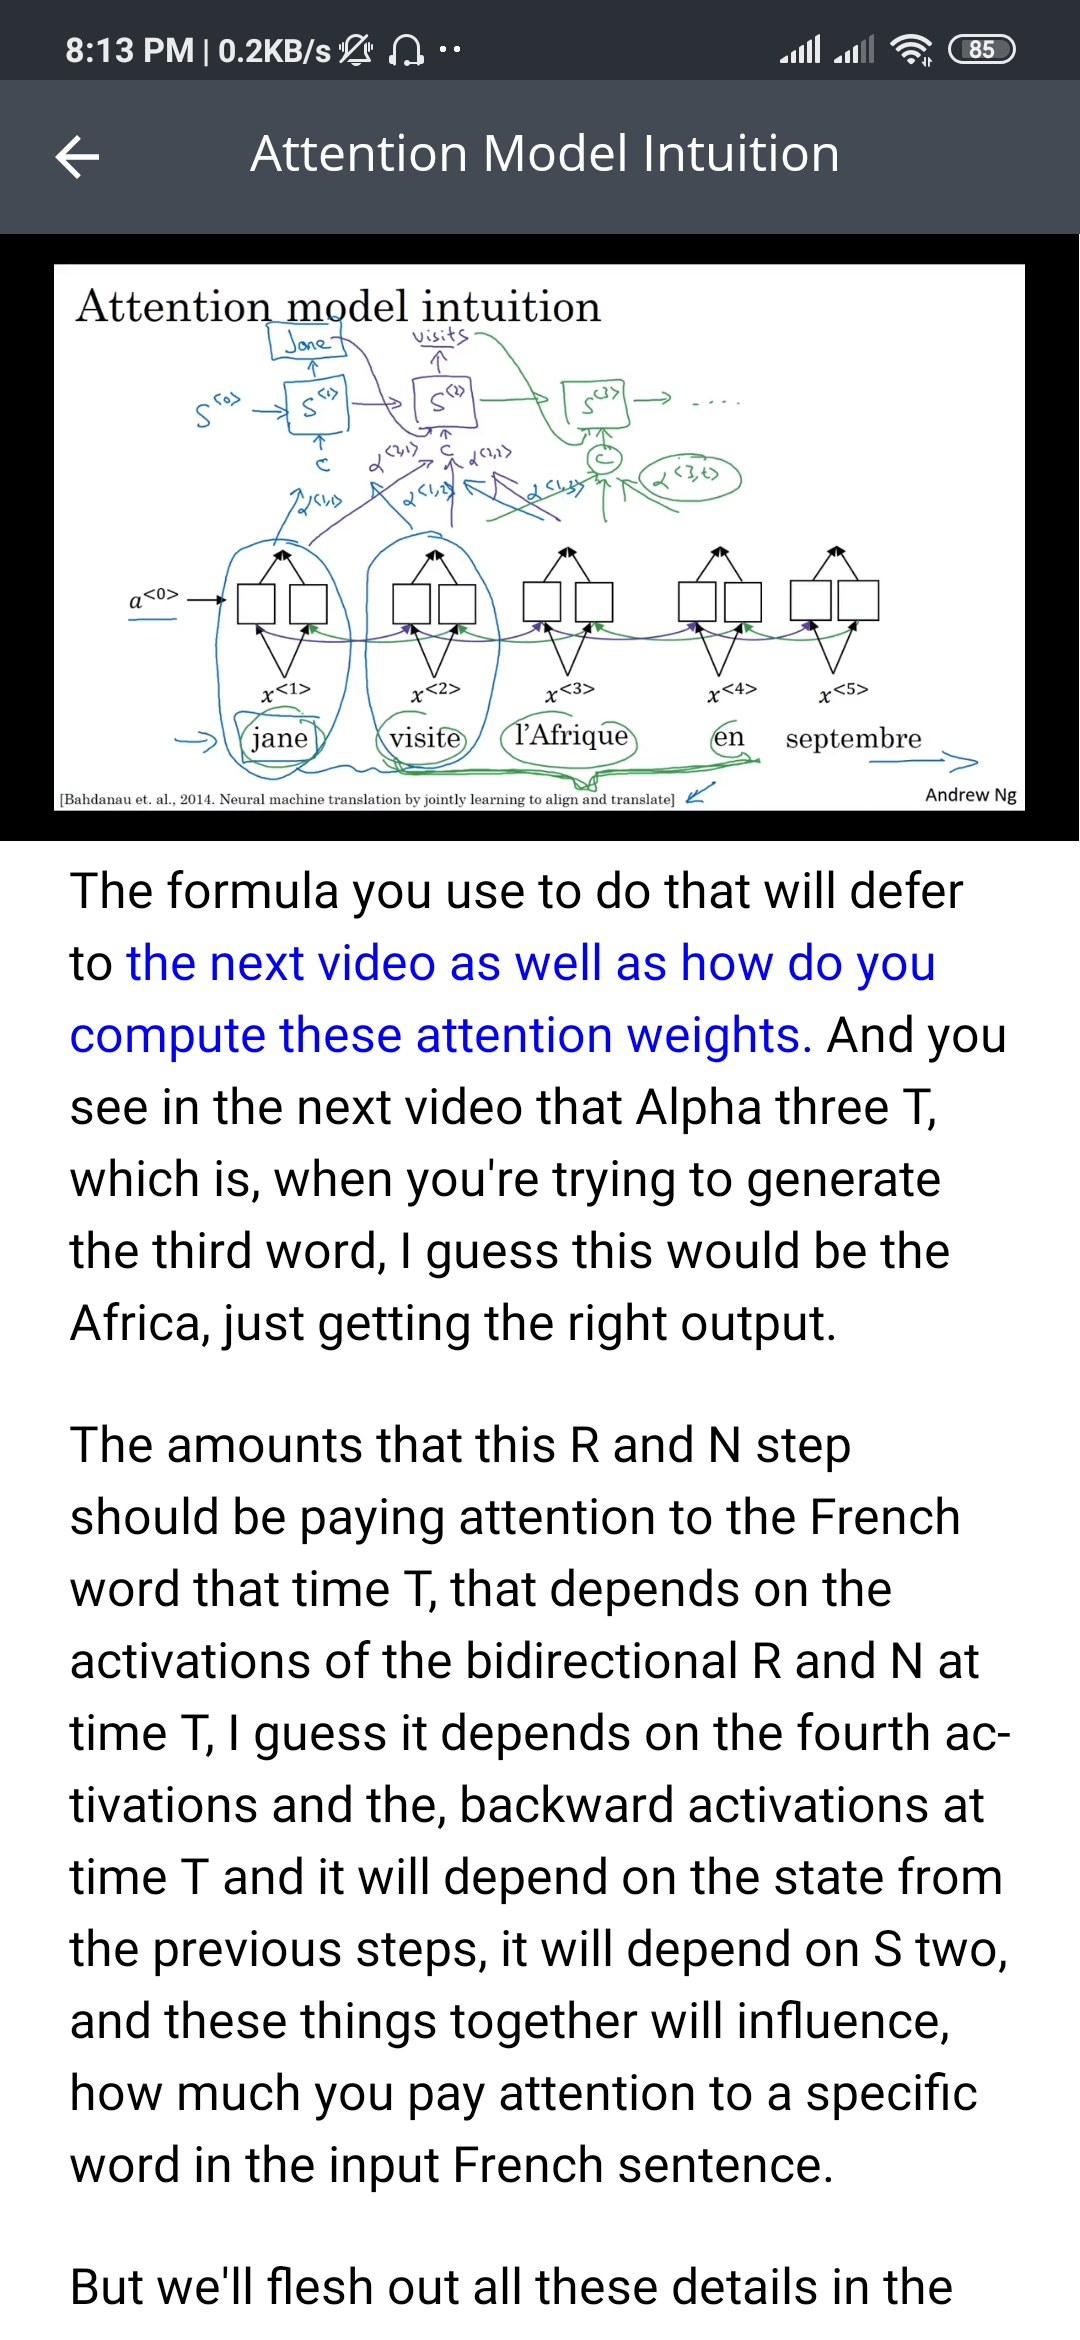 8:13 PM | 0.2KB/s
85
Attention Model Intuition
Attention model intuition
Jane
visits
S<0>
S<1>
S<2>
S<3>
....
C
α<2,1>
C
α<2,2>
C
α<3,t>
α<1,1>
α<1,2>
α<1,3>
a<0>
x<1> x<2> x<3> x<4> x<5>
jane visite l'Afrique en septembre
[Bahdanau et. al., 2014. Neural machine translation by jointly learning to align and translate]
Andrew Ng
The formula you use to do that will defer
to the next video as well as how do you
compute these attention weights. And you
see in the next video that Alpha three T,
which is, when you're trying to generate
the third word, I guess this would be the
Africa, just getting the right output.
The amounts that this R and N step
should be paying attention to the French
word that time T, that depends on the
activations of the bidirectional R and N at
time T, I guess it depends on the fourth ac-
tivations and the, backward activations at
time T and it will depend on the state from
the previous steps, it will depend on S two,
and these things together will influence,
how much you pay attention to a specific
word in the input French sentence.
But we'll flesh out all these details in the